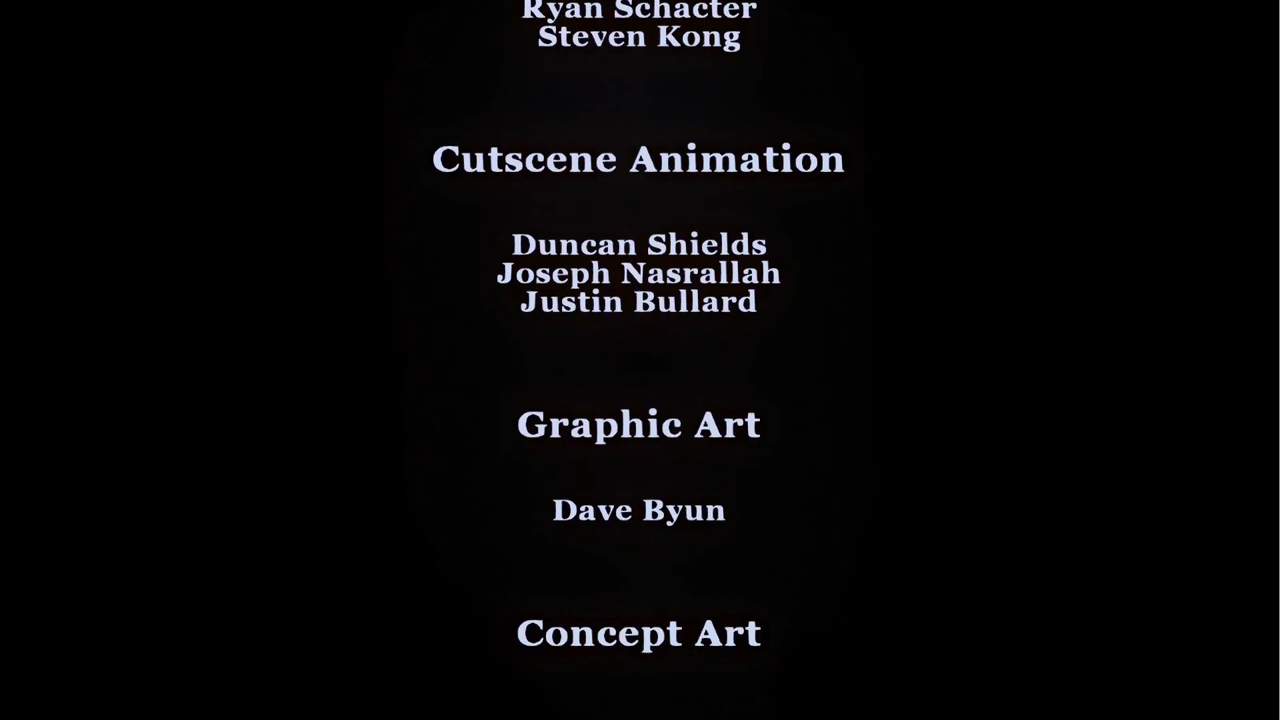 Ryan Schacter
Steven Kong
Cutscene Animation
Duncan Shields
Joseph Nasrallah
Justin Bullard
Graphic Art
Dave Byun
Concept Art